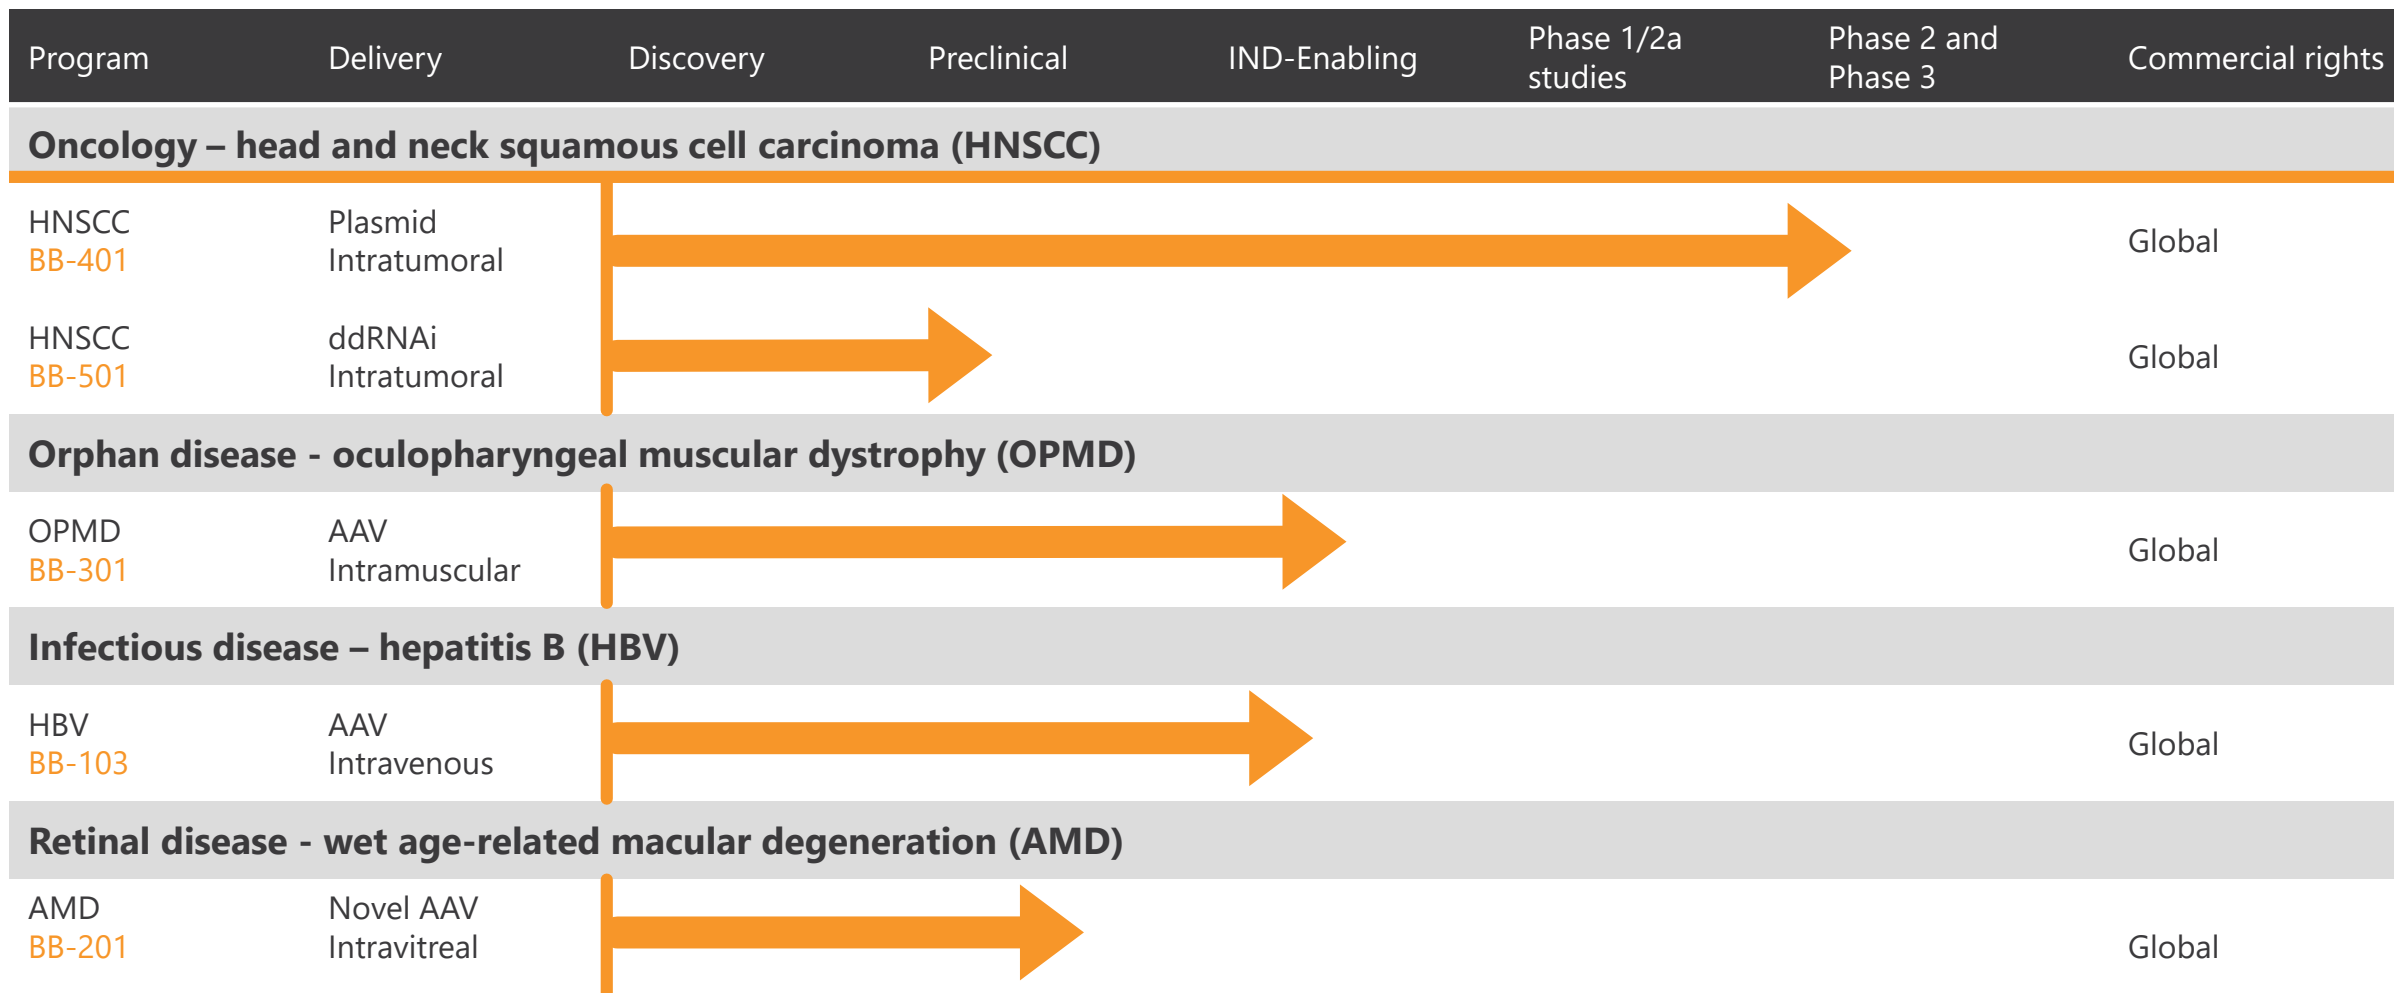 Program Delivery Discovery Preclinical IND-Enabling Phase 1/2a studies Phase 2 and Phase 3 Commercial rights
Oncology – head and neck squamous cell carcinoma (HNSCC)
HNSCC Plasmid
BB-401 Intratumoral
Global
HNSCC ddRNAi
BB-501 Intratumoral
Global
Orphan disease - oculopharyngeal muscular dystrophy (OPMD)
OPMD AAV
BB-301 Intramuscular
Global
Infectious disease – hepatitis B (HBV)
HBV AAV
BB-103 Intravenous
Global
Retinal disease - wet age-related macular degeneration (AMD)
AMD Novel AAV
BB-201 Intravitreal
Global